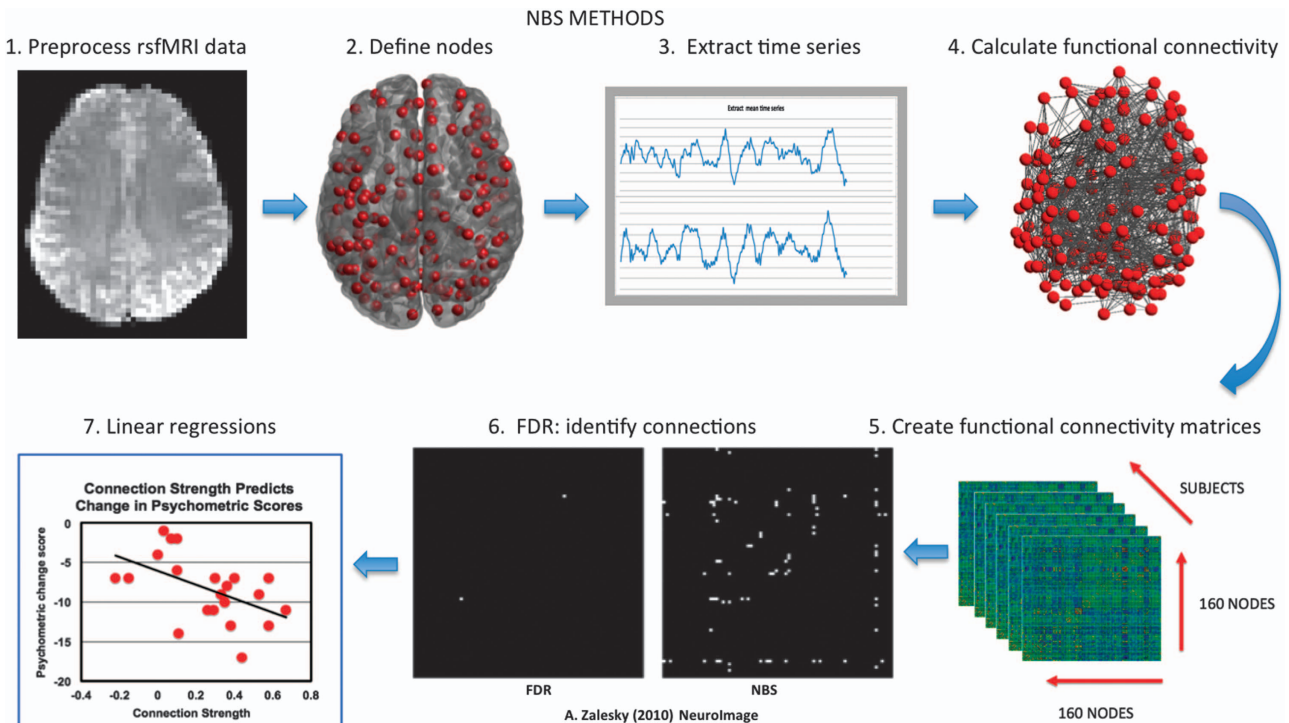 NBS METHODS
1. Preprocess rsfMRI data
2. Define nodes
3. Extract time series
Extract mean time series
4. Calculate functional connectivity
5. Create functional connectivity matrices
SUBJECTS
160 NODES
160 NODES
6. FDR: identify connections
FDR
NBS
A. Zalesky (2010) NeuroImage
7. Linear regressions
Connection Strength Predicts
Change in Psychometric Scores
Psychometric change score
0
-5
-10
-15
-20
-0.4
-0.2
0
0.2
0.4
0.6
0.8
Connection Strength